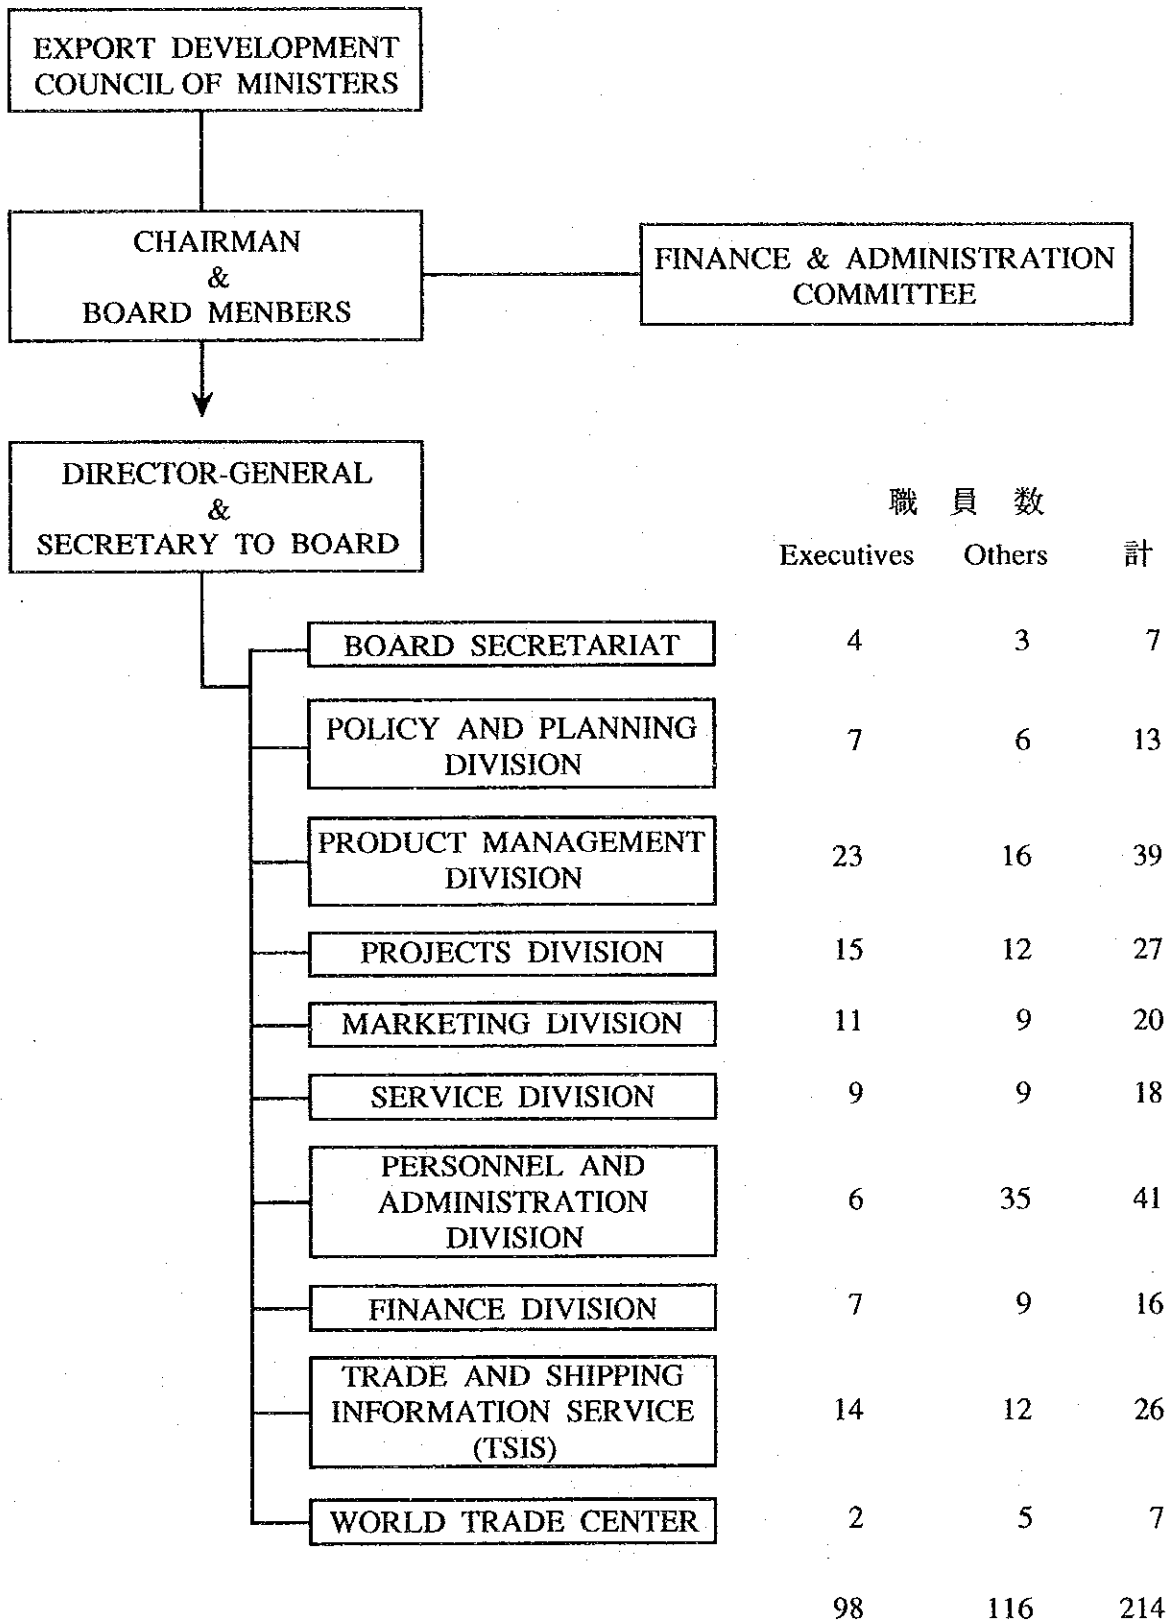 EXPORT DEVELOPMENT
COUNCIL OF MINISTERS
CHAIRMAN
&
BOARD MENBERS
FINANCE & ADMINISTRATION
COMMITTEE
DIRECTOR-GENERAL
&
SECRETARY TO BOARD
職 員 数
Executives Others 計
BOARD SECRETARIAT 4 3 7
POLICY AND PLANNING
DIVISION 7 6 13
PRODUCT MANAGEMENT
DIVISION 23 16 39
PROJECTS DIVISION 15 12 27
MARKETING DIVISION 11 9 20
SERVICE DIVISION 9 9 18
PERSONNEL AND
ADMINISTRATION 6 35 41
DIVISION
FINANCE DIVISION 7 9 16
TRADE AND SHIPPING
INFORMATION SERVICE 14 12 26
(TSIS)
WORLD TRADE CENTER 2 5 7
98 116 214